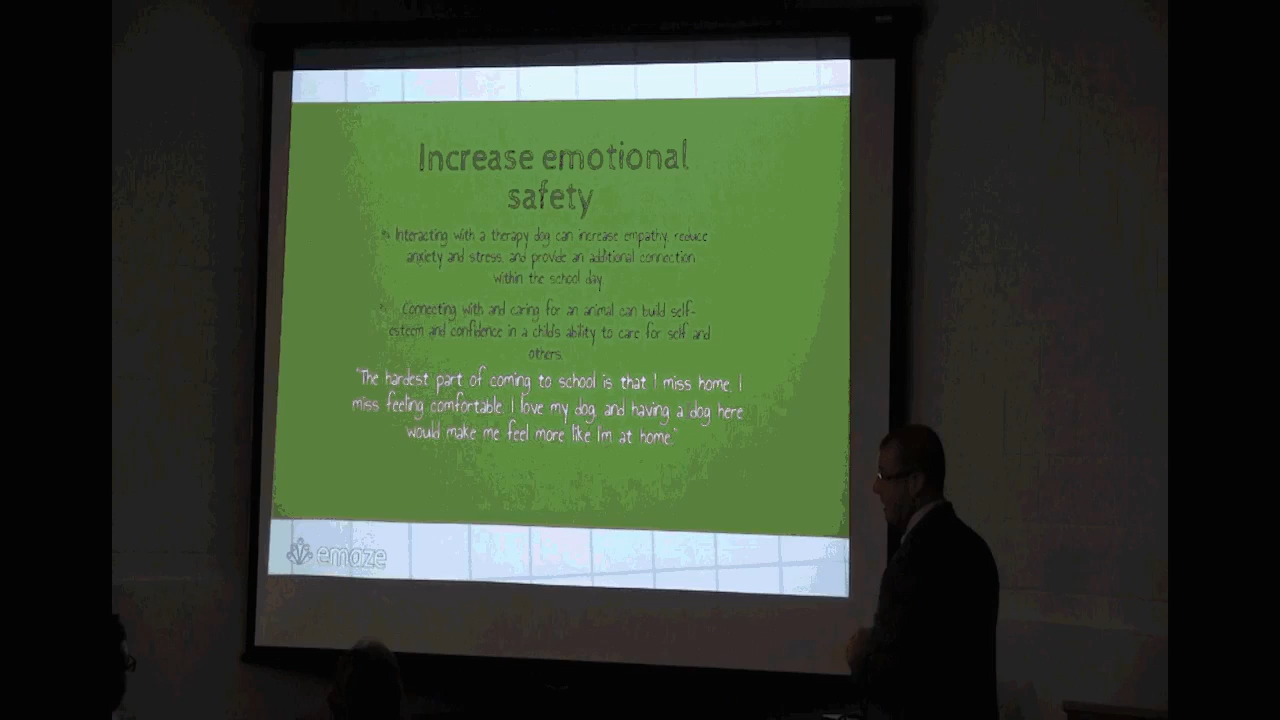 Increase emotional
safety
Interacting with a therapy dog can increase empathy, reduce
anxiety and stress, and provide an additional connection
within the school day
Connecting with and caring for an animal can build self-
esteem and confidence in a child's ability to care for self and
others.
"The hardest part of coming to school is that I miss home. I
miss feeling comfortable. I love my dog, and having a dog here
would make me feel more like Im at home."
emaze